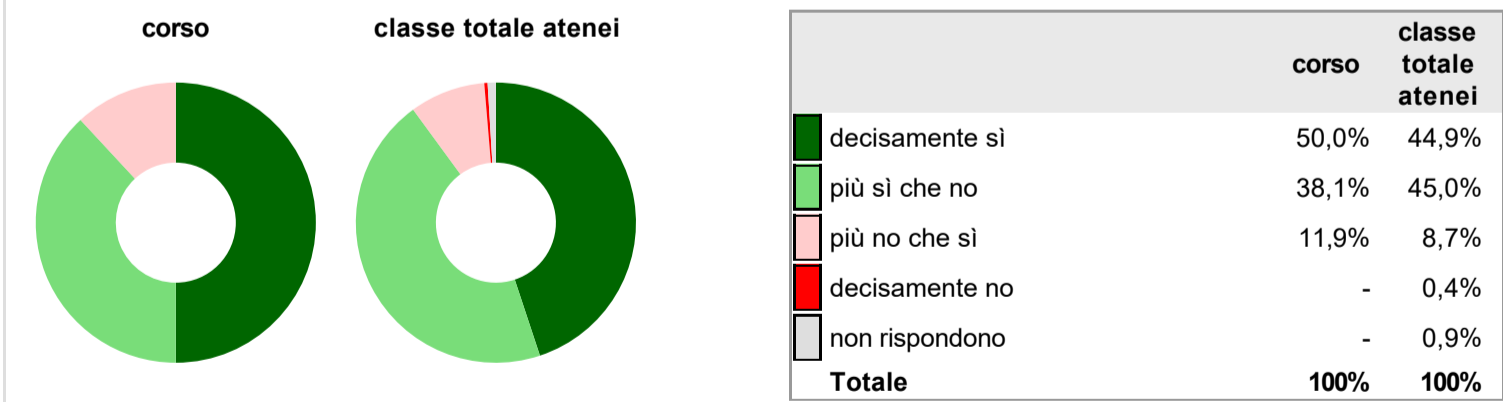 corso classe totale atenei
corso classe totale atenei
decisamente sì 50,0% 44,9%
più sì che no 38,1% 45,0%
più no che sì 11,9% 8,7%
decisamente no - 0,4%
non rispondono - 0,9%
Totale 100% 100%